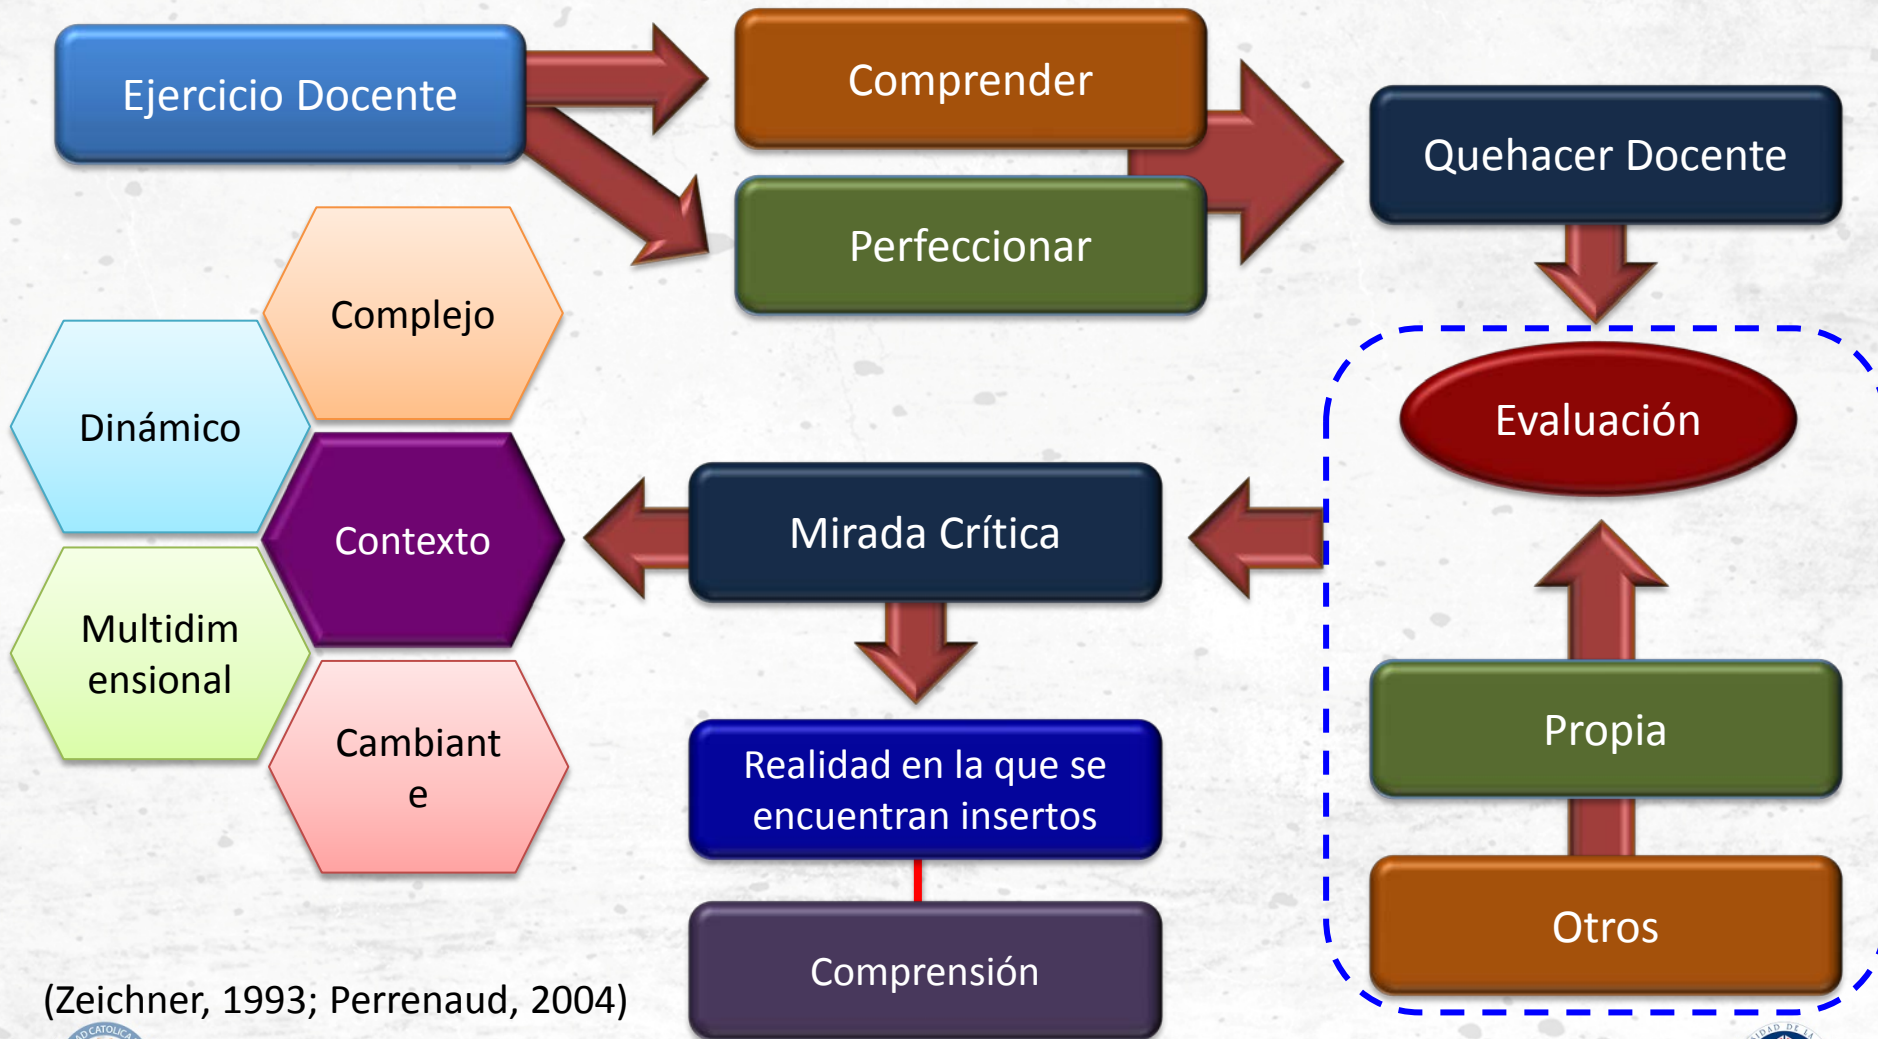 Ejercicio Docente
Comprender
Perfeccionar
Quehacer Docente
Complejo
Dinámico
Contexto
Multidim
ensional
Cambiant
e
Mirada Crítica
Evaluación
Propia
Otros
Realidad en la que se
encuentran insertos
Comprensión
(Zeichner, 1993; Perrenaud, 2004)